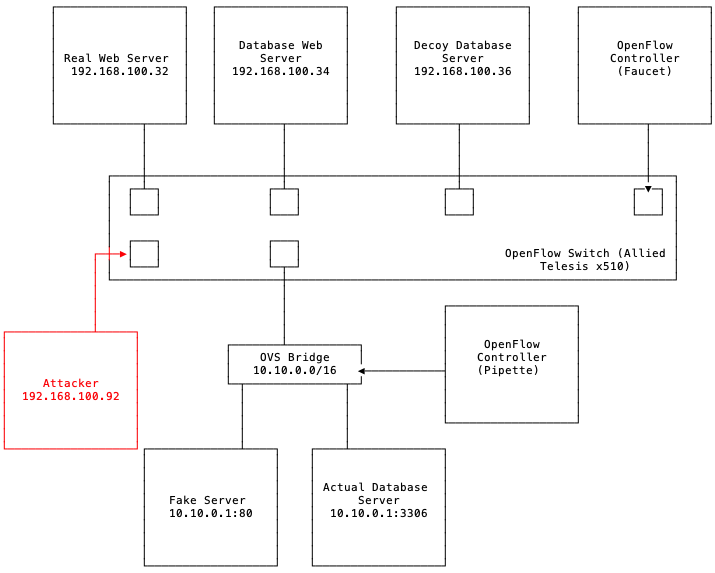 Real Web Server
192.168.100.32
Database Web
Server
192.168.100.34
Decoy Database
Server
192.168.100.36
OpenFlow
Controller
(Faucet)
OpenFlow Switch (Allied
Telesis x510)
Attacker
192.168.100.92
OVS Bridge
10.10.0.0/16
OpenFlow
Controller
(Pipette)
Fake Server
10.10.0.1:80
Actual Database
Server
10.10.0.1:3306